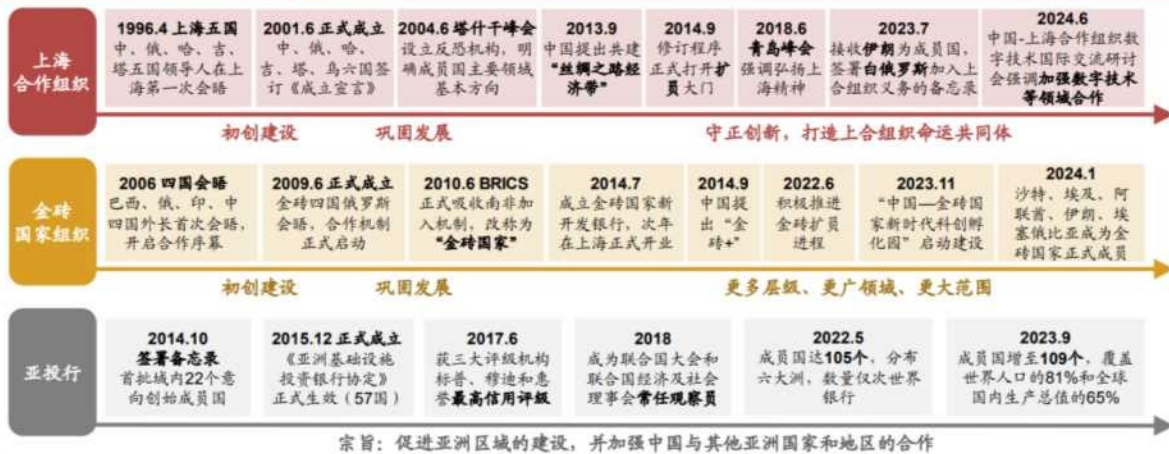 上海
合作组织
1996.4 上海五国
中、俄、哈、吉、
塔五国领导人在上
海第一次会晤
2001.6 正式成立
中、俄、哈、
吉、塔、乌六国签
订《成立宣言》
2004.6 塔什干峰会
设立反恐机构，明
确成员国主要领域
基本方向
2013.9
中国提出共建
“丝绸之路经
济带”
2014.9
修订程序
正式打开扩
员大门
2018.6
青岛峰会
强调弘扬上
海精神
2023.7
接收伊朗为成员国，
签署白俄罗斯加入上
合组织义务的备忘录
2024.6
中国-上海合作组织数
字技术国际交流研讨
会强调加强数字技术
等领域合作
初创建设
巩固发展
守正创新，打造上合组织命运共同体
金砖
国家组织
2006 四国会晤
巴西、俄、印、中
四国外长首次会晤，
开启合作序幕
2009.6 正式成立
金砖四国俄罗斯
会晤，合作机制
正式启动
2010.6 BRICS
正式吸收南非加
入机制，改称为
“金砖国家”
2014.7
成立金砖国家新
开发银行，次年
在上海正式开业
2014.9
中国提
出“金
砖+”
2022.6
积极推进
金砖扩员
进程
2023.11
“中国—金砖国
家新时代科创孵
化园”启动建设
2024.1
沙特、埃及、阿
联酋、伊朗、埃
塞俄比亚成为金
砖国家正式成员
初创建设
巩固发展
更多层级、更广领域、更大范围
亚投行
2014.10
签署备忘录
首批域内22个意
向创始成员国
2015.12 正式成立
《亚洲基础设施
投资银行协定》
正式生效（57国）
2017.6
获三大评级机构
标普、穆迪和惠
誉最高信用评级
2018
成为联合国大会和
联合国经济及社会
理事会常任观察员
2022.5
成员国达105个，分布
六大洲，数量仅次世界
银行
2023.9
成员国增至109个，覆盖
世界人口的81%和全球
国内生产总值的65%
宗旨：促进亚洲区域的建设，并加强中国与其他亚洲国家和地区的合作